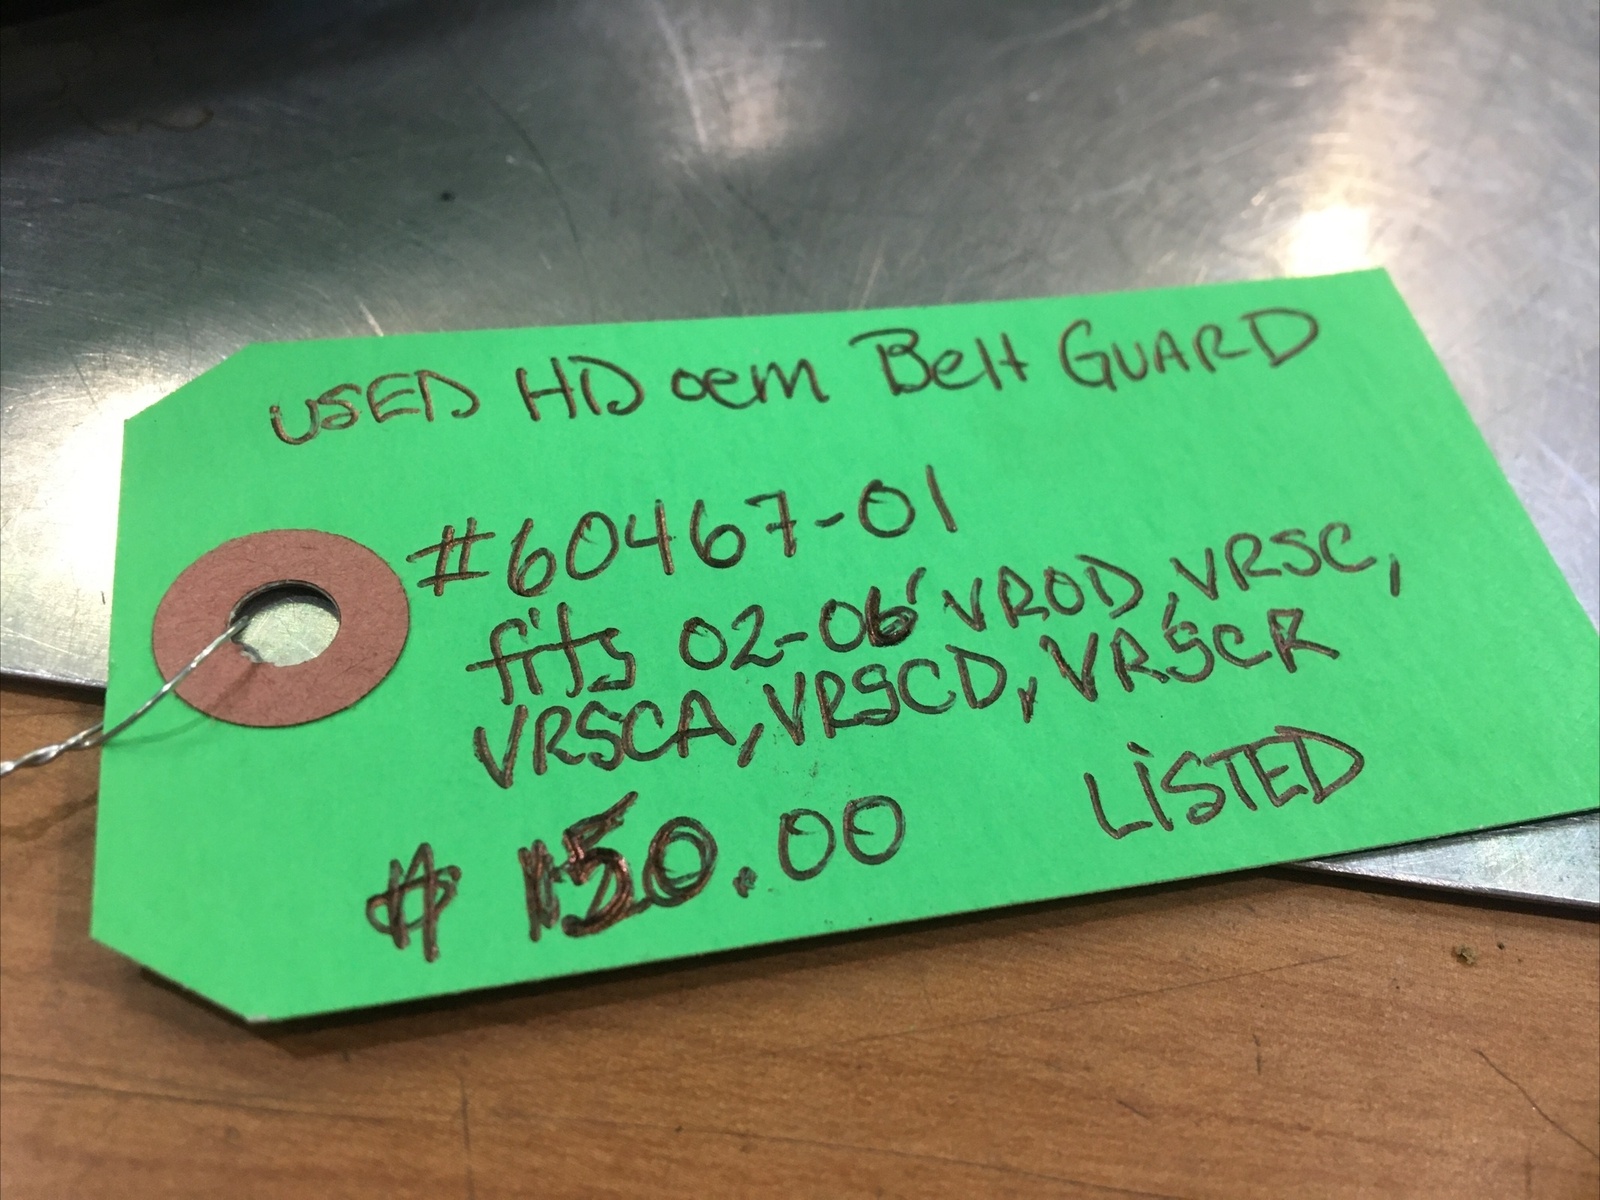 USED HD oem Belt GUARD
#60467-01
fits 02-06' VROD, VRSC,
VRSCA, VRSCD, VRSCR
$ 150.00 LISTED